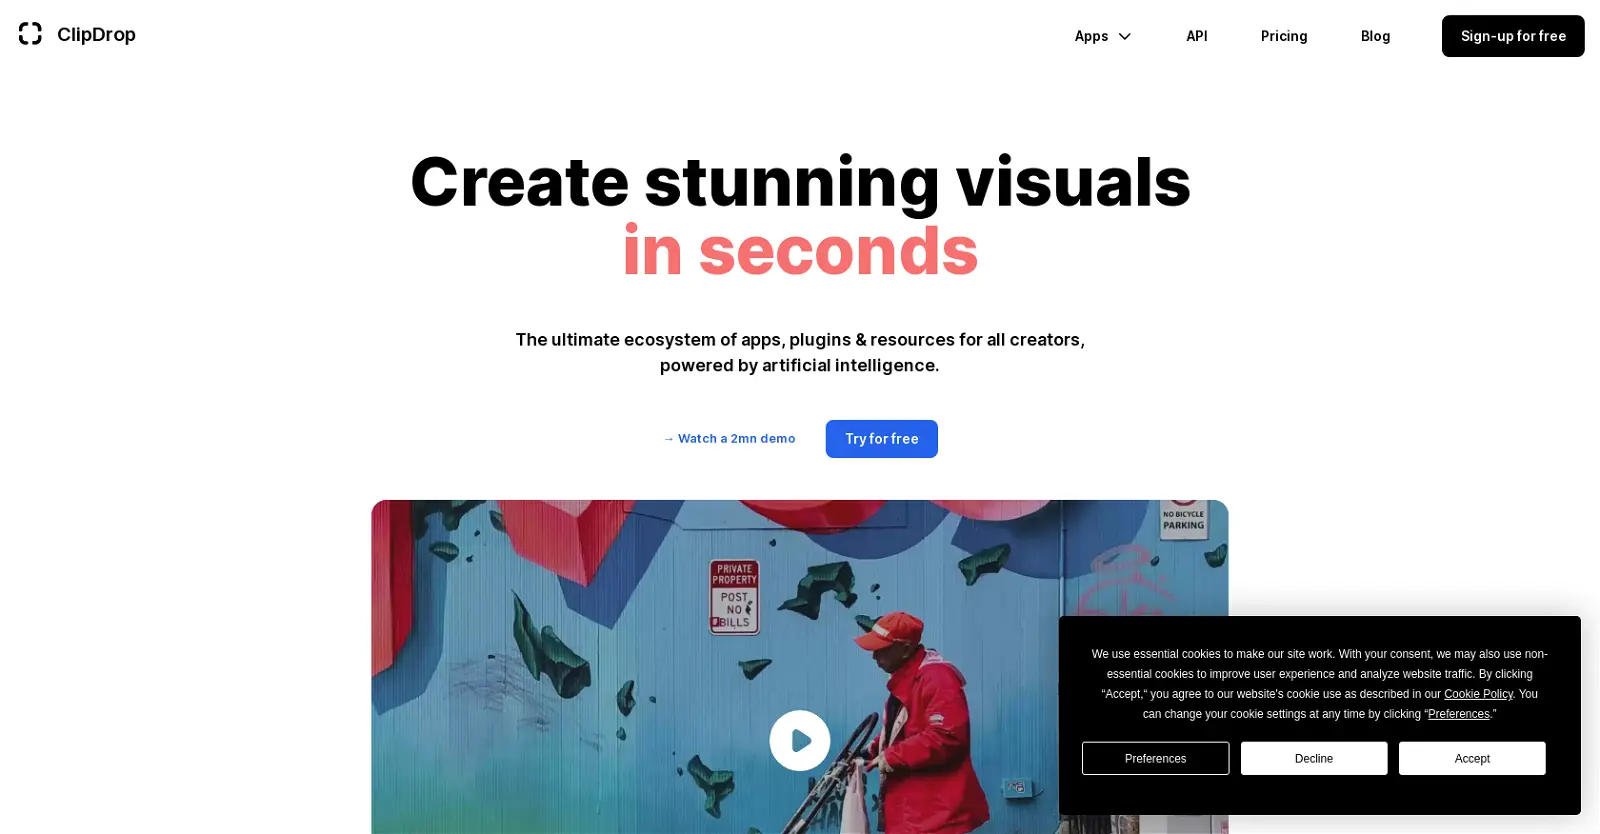 ClipDrop
Apps
API
Pricing
Blog
Sign-up for free
Create stunning visuals
in seconds
The ultimate ecosystem of apps, plugins & resources for all creators,
powered by artificial intelligence.
→ Watch a 2mn demo
Try for free
NO BICYCLE
PARKING
PRIVATE
PROPERTY
POST
NO
BILLS
We use essential cookies to make our site work. With your consent, we may also use non-
essential cookies to improve user experience and analyze website traffic. By clicking
“Accept,“ you agree to our website's cookie use as described in our Cookie Policy. You
can change your cookie settings at any time by clicking “Preferences.”
Preferences
Decline
Accept